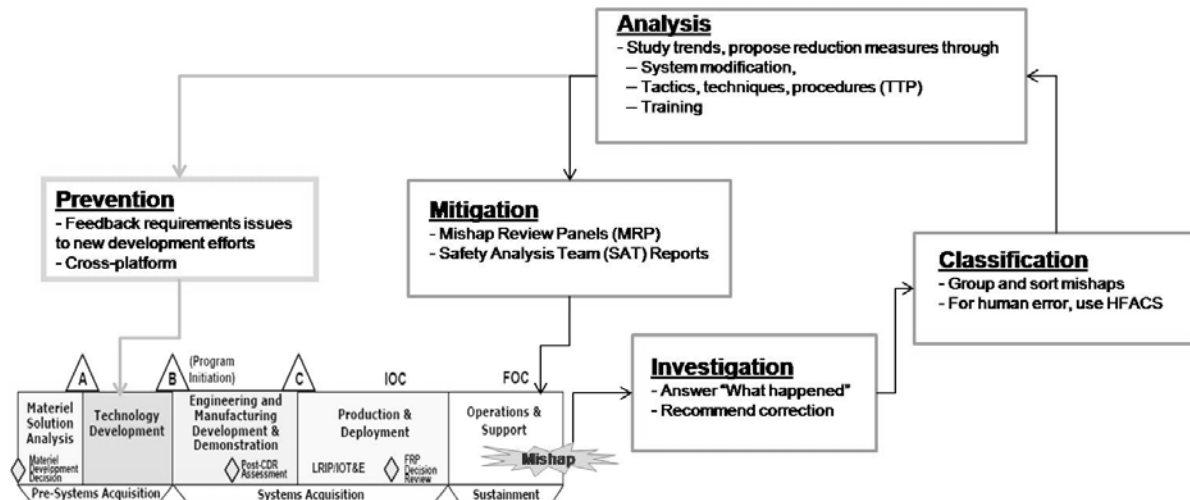 Analysis
- Study trends, propose reduction measures through
– System modification,
– Tactics, techniques, procedures (TTP)
– Training
Prevention
- Feedback requirements issues
to new development efforts
- Cross-platform
Mitigation
- Mishap Review Panels (MRP)
- Safety Analysis Team (SAT) Reports
Classification
- Group and sort mishaps
- For human error, use HFACS
Investigation
- Answer “What happened”
- Recommend correction
A
B
(Program
Initiation)
C
IOC
FOC
Materiel
Solution
Analysis
Technology
Development
Engineering and
Manufacturing
Development &
Demonstration
Production &
Deployment
Operations &
Support
Materiel
Development
Decision
Post-CDR
Assessment
LRIP/IOT&E
FRP
Decision
Review
Mishap
Pre-Systems Acquisition
Systems Acquisition
Sustainment